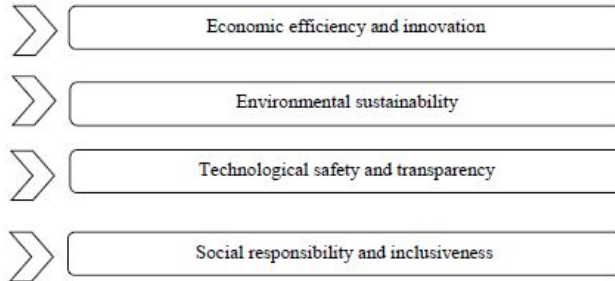 Economic efficiency and innovation
Environmental sustainability
Technological safety and transparency
Social responsibility and inclusiveness